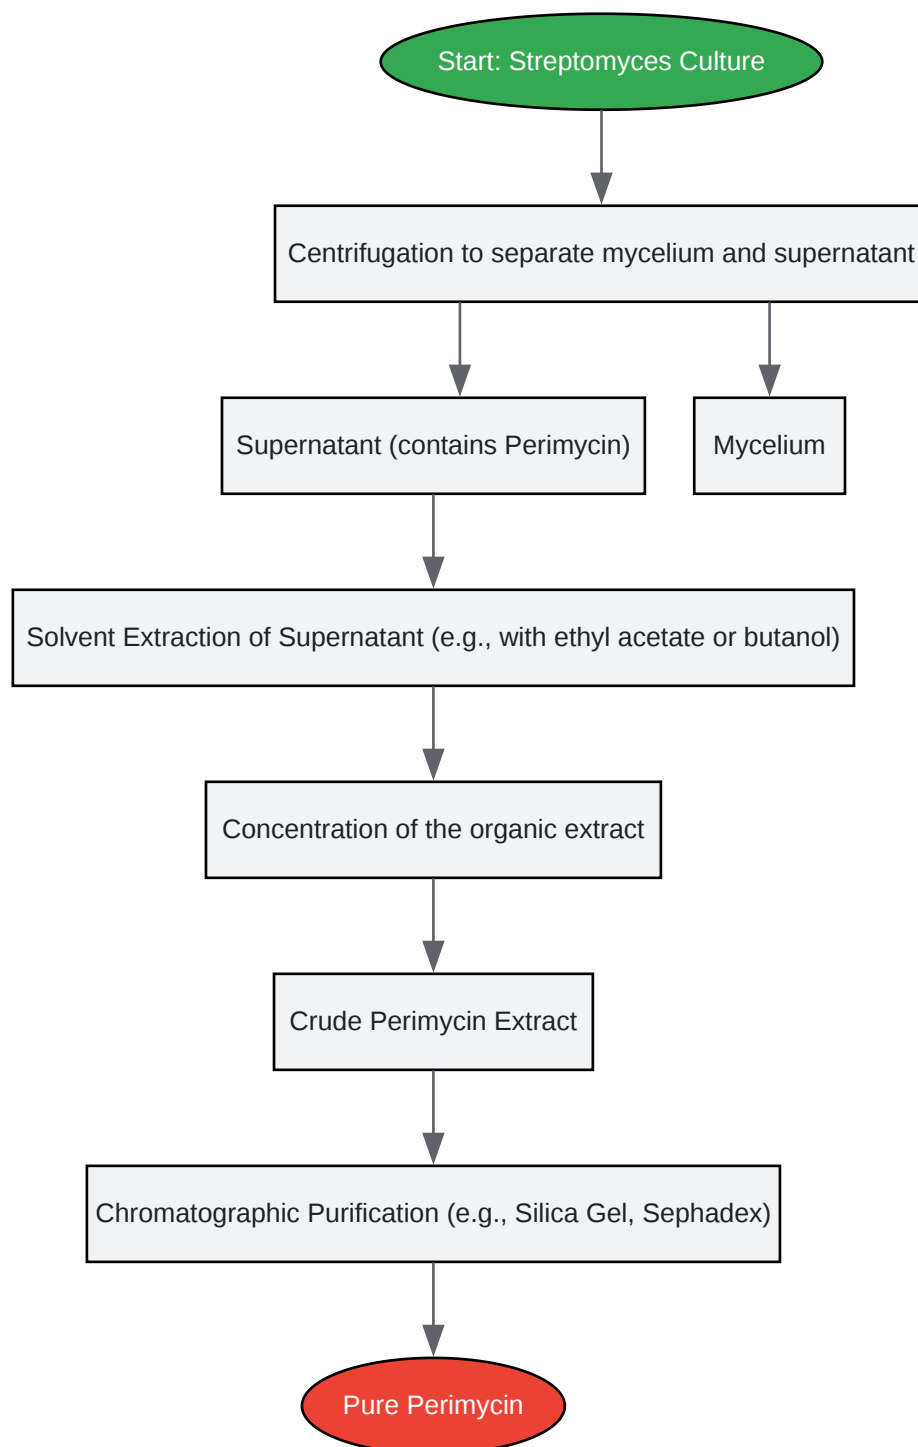 Start: Streptomyces Culture
Centrifugation to separate mycelium and supernatant
Supernatant (contains Perimycin)
Mycelium
Solvent Extraction of Supernatant (e.g., with ethyl acetate or butanol)
Concentration of the organic extract
Crude Perimycin Extract
Chromatographic Purification (e.g., Silica Gel, Sephadex)
Pure Perimycin